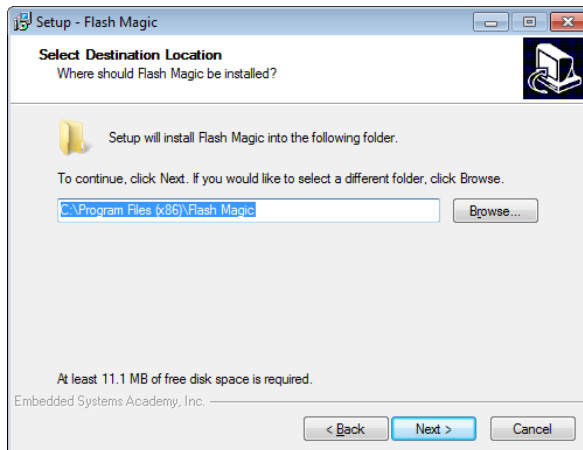 Setup - Flash Magic
Select Destination Location
Where should Flash Magic be installed?
Setup will install Flash Magic into the following folder.
To continue, click Next. If you would like to select a different folder, click Browse.
C:\Program Files (x86)\Flash Magic
Browse...
At least 11.1 MB of free disk space is required.
Embedded Systems Academy, Inc.
< Back Next > Cancel